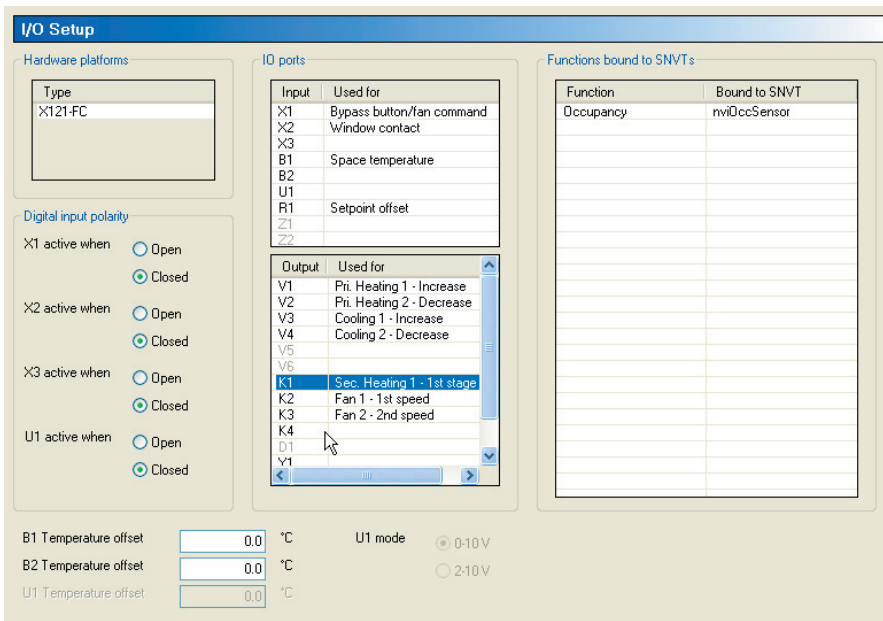 I/O Setup
Hardware platforms
Type
X121-FC
Digital input polarity
X1 active when
Open
Closed
X2 active when
Open
Closed
X3 active when
Open
Closed
U1 active when
Open
Closed
IO ports
Input Used for
X1 Bypass button/fan command
X2 Window contact
X3
B1 Space temperature
B2
U1
R1 Setpoint offset
Z1
Z2
Output Used for
V1 Pri. Heating 1 - Increase
V2 Pri. Heating 2 - Decrease
V3 Cooling 1 - Increase
V4 Cooling 2 - Decrease
V5
V6
K1 Sec. Heating 1 - 1st stage
K2 Fan 1 - 1st speed
K3 Fan 2 - 2nd speed
K4
D1
Y1
Functions bound to SNVTs
Function Bound to SNVT
Occupancy nviOccSensor
B1 Temperature offset 0.0 °C
B2 Temperature offset 0.0 °C
U1 Temperature offset 0.0 °C
U1 mode
0-10 V
2-10 V